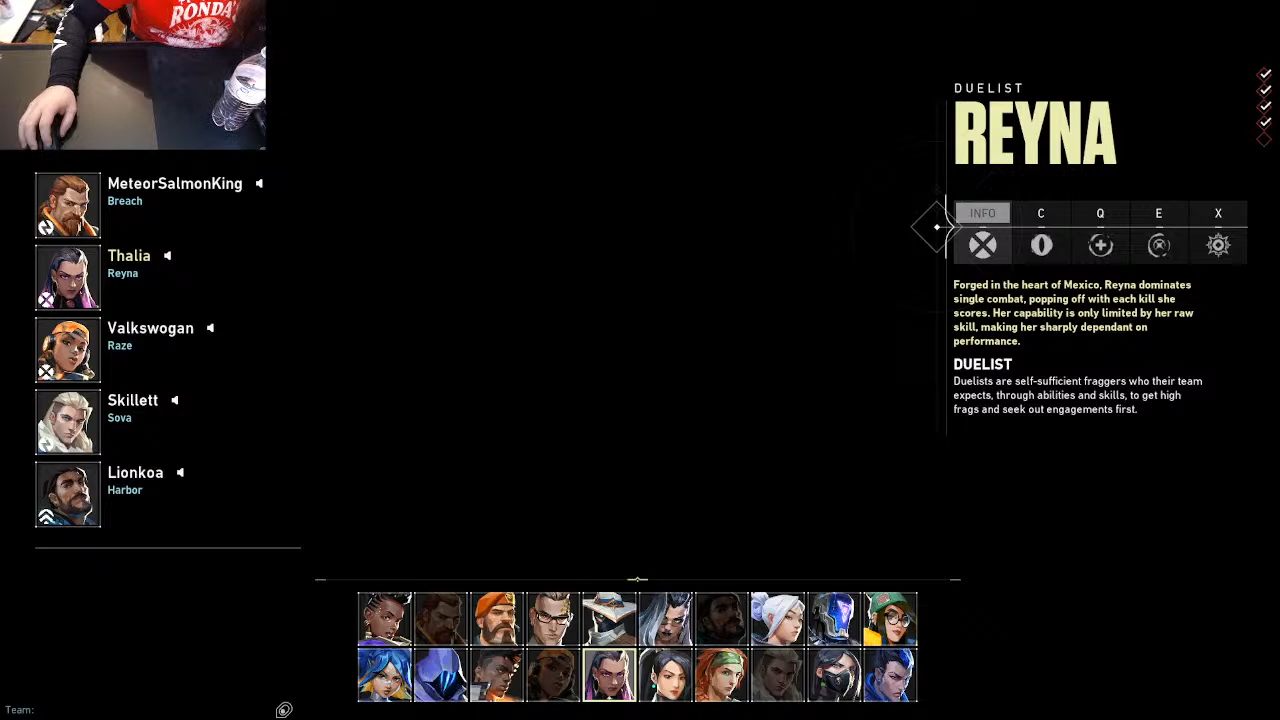 RONDA
MeteorSalmonKing
Breach
Thalia
Reyna
Valkswogan
Raze
Skillett
Sova
Lionkoa
Harbor
Team:
DUELIST
REYNA
INFO C Q E X
Forged in the heart of Mexico, Reyna dominates
single combat, popping off with each kill she
scores. Her capability is only limited by her raw
skill, making her sharply dependant on
performance.
DUELIST
Duelists are self-sufficient fraggers who their team
expects, through abilities and skills, to get high
frags and seek out engagements first.